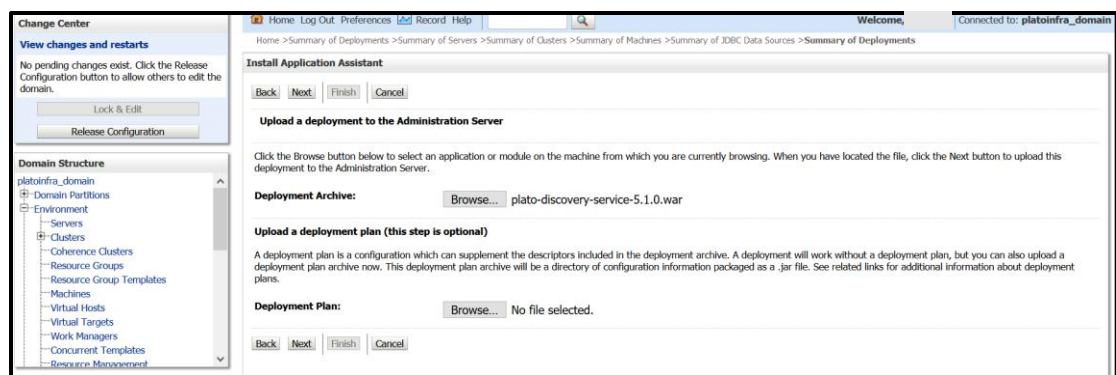 Change Center
View changes and restarts
No pending changes exist. Click the Release
Configuration button to allow others to edit the
domain.
Lock & Edit
Release Configuration
Domain Structure
platoinfra_domain
Domain Partitions
Environment
Servers
Clusters
Coherence Clusters
Resource Groups
Resource Group Templates
Machines
Virtual Hosts
Virtual Targets
Work Managers
Concurrent Templates
Resource Management
Home Log Out Preferences Record Help
Welcome,
Connected to: platoinfra_domain
Home >Summary of Deployments >Summary of Servers >Summary of Clusters >Summary of Machines >Summary of JDBC Data Sources >Summary of Deployments
Install Application Assistant
Back Next Finish Cancel
Upload a deployment to the Administration Server
Click the Browse button below to select an application or module on the machine from which you are currently browsing. When you have located the file, click the Next button to upload this
deployment to the Administration Server.
Deployment Archive: Browse... plato-discovery-service-5.1.0.war
Upload a deployment plan (this step is optional)
A deployment plan is a configuration which can supplement the descriptors included in the deployment archive. A deployment will work without a deployment plan, but you can also upload a
deployment plan archive now. This deployment plan archive will be a directory of configuration information packaged as a .jar file. See related links for additional information about deployment
plans.
Deployment Plan: Browse... No file selected.
Back Next Finish Cancel